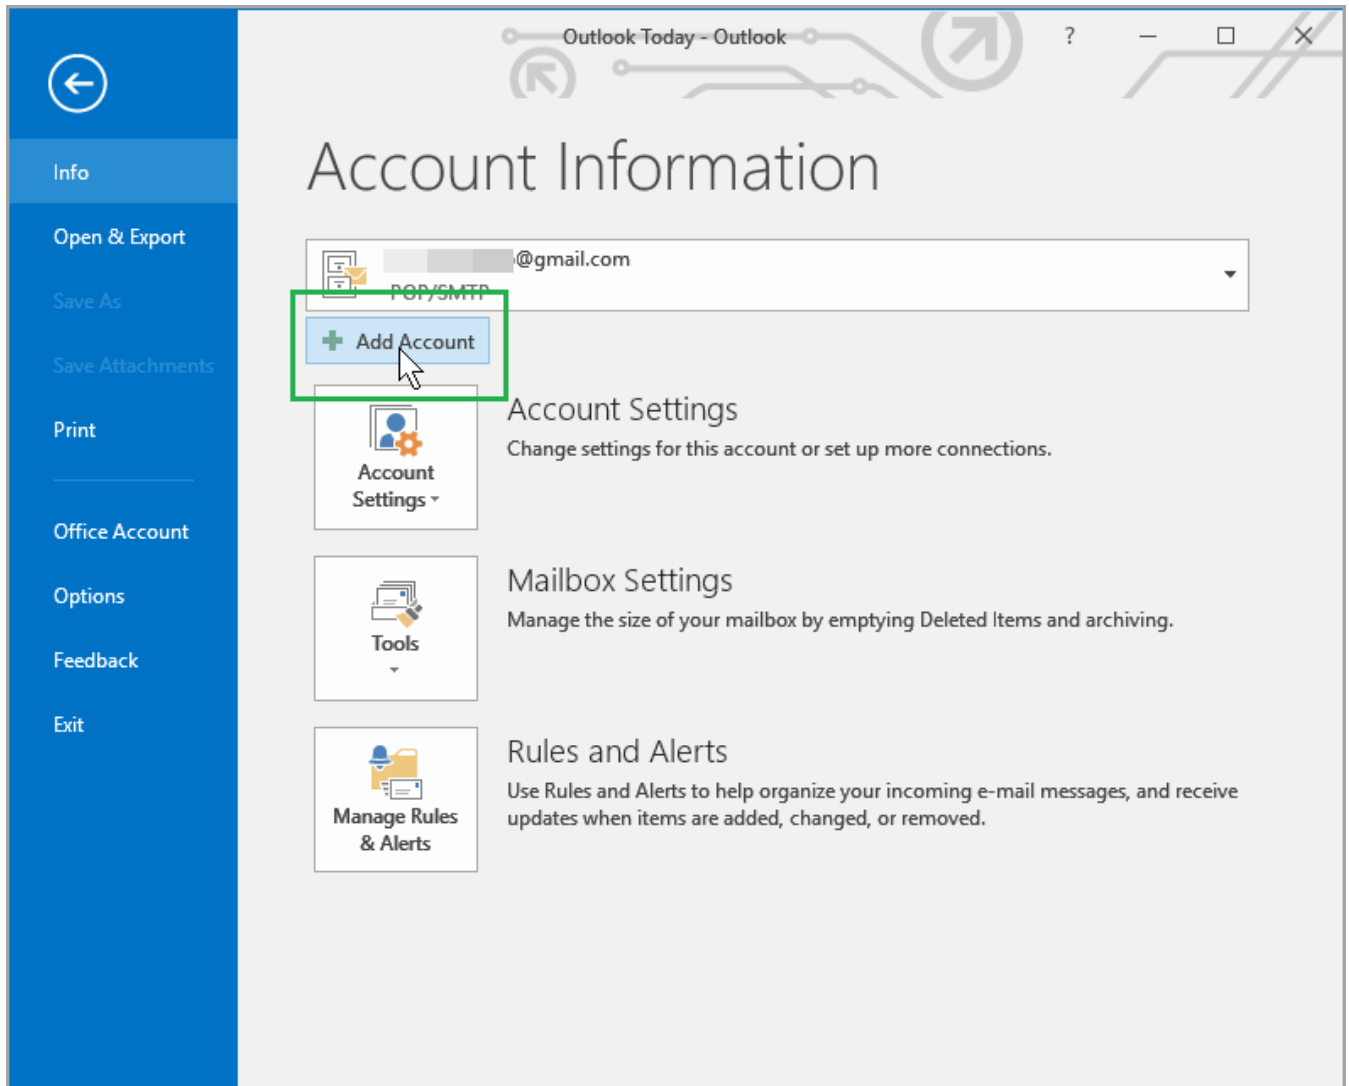 Outlook Today - Outlook
?
Info
Open & Export
Save As
Save Attachments
Print
Office Account
Options
Feedback
Exit
Account Information
@gmail.com
POP/SMTP
Add Account
Account
Settings
Account Settings
Change settings for this account or set up more connections.
Tools
Mailbox Settings
Manage the size of your mailbox by emptying Deleted Items and archiving.
Manage Rules
& Alerts
Rules and Alerts
Use Rules and Alerts to help organize your incoming e-mail messages, and receive
updates when items are added, changed, or removed.